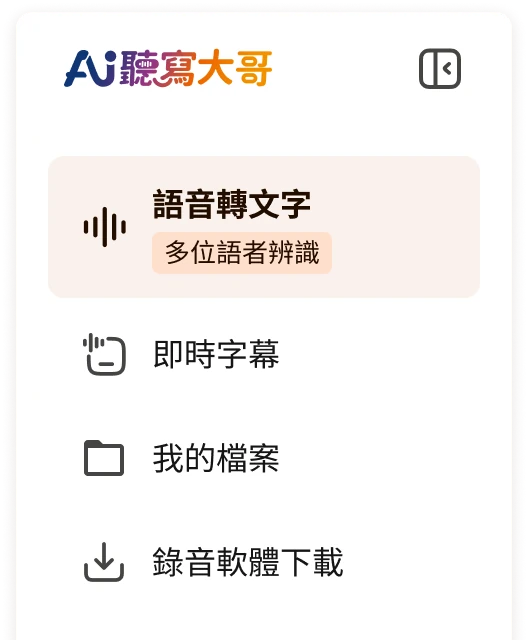 Ai聽寫大哥
語音轉文字
多位語者辨識
即時字幕
我的檔案
錄音軟體下載